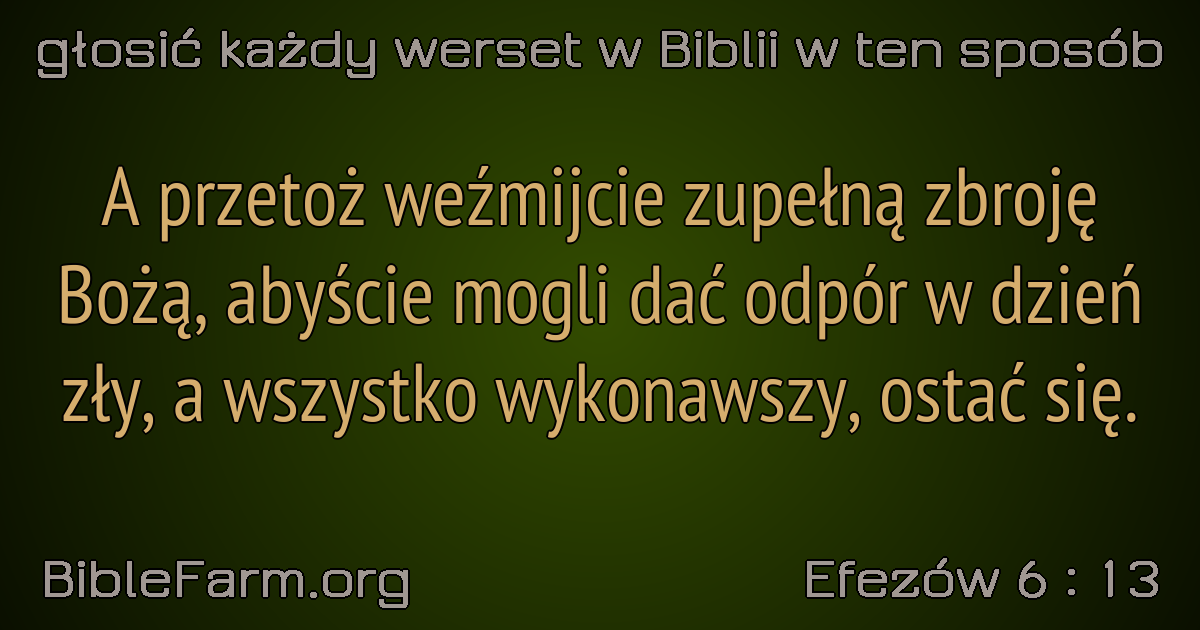 głosić każdy werset w Biblii w ten sposób
A przetoż weźmijcie zupełną zbroję
Bożą, abyście mogli dać odpór w dzień
zły, a wszystko wykonawszy, ostać się.
BibleFarm.org
Efezów 6 : 13